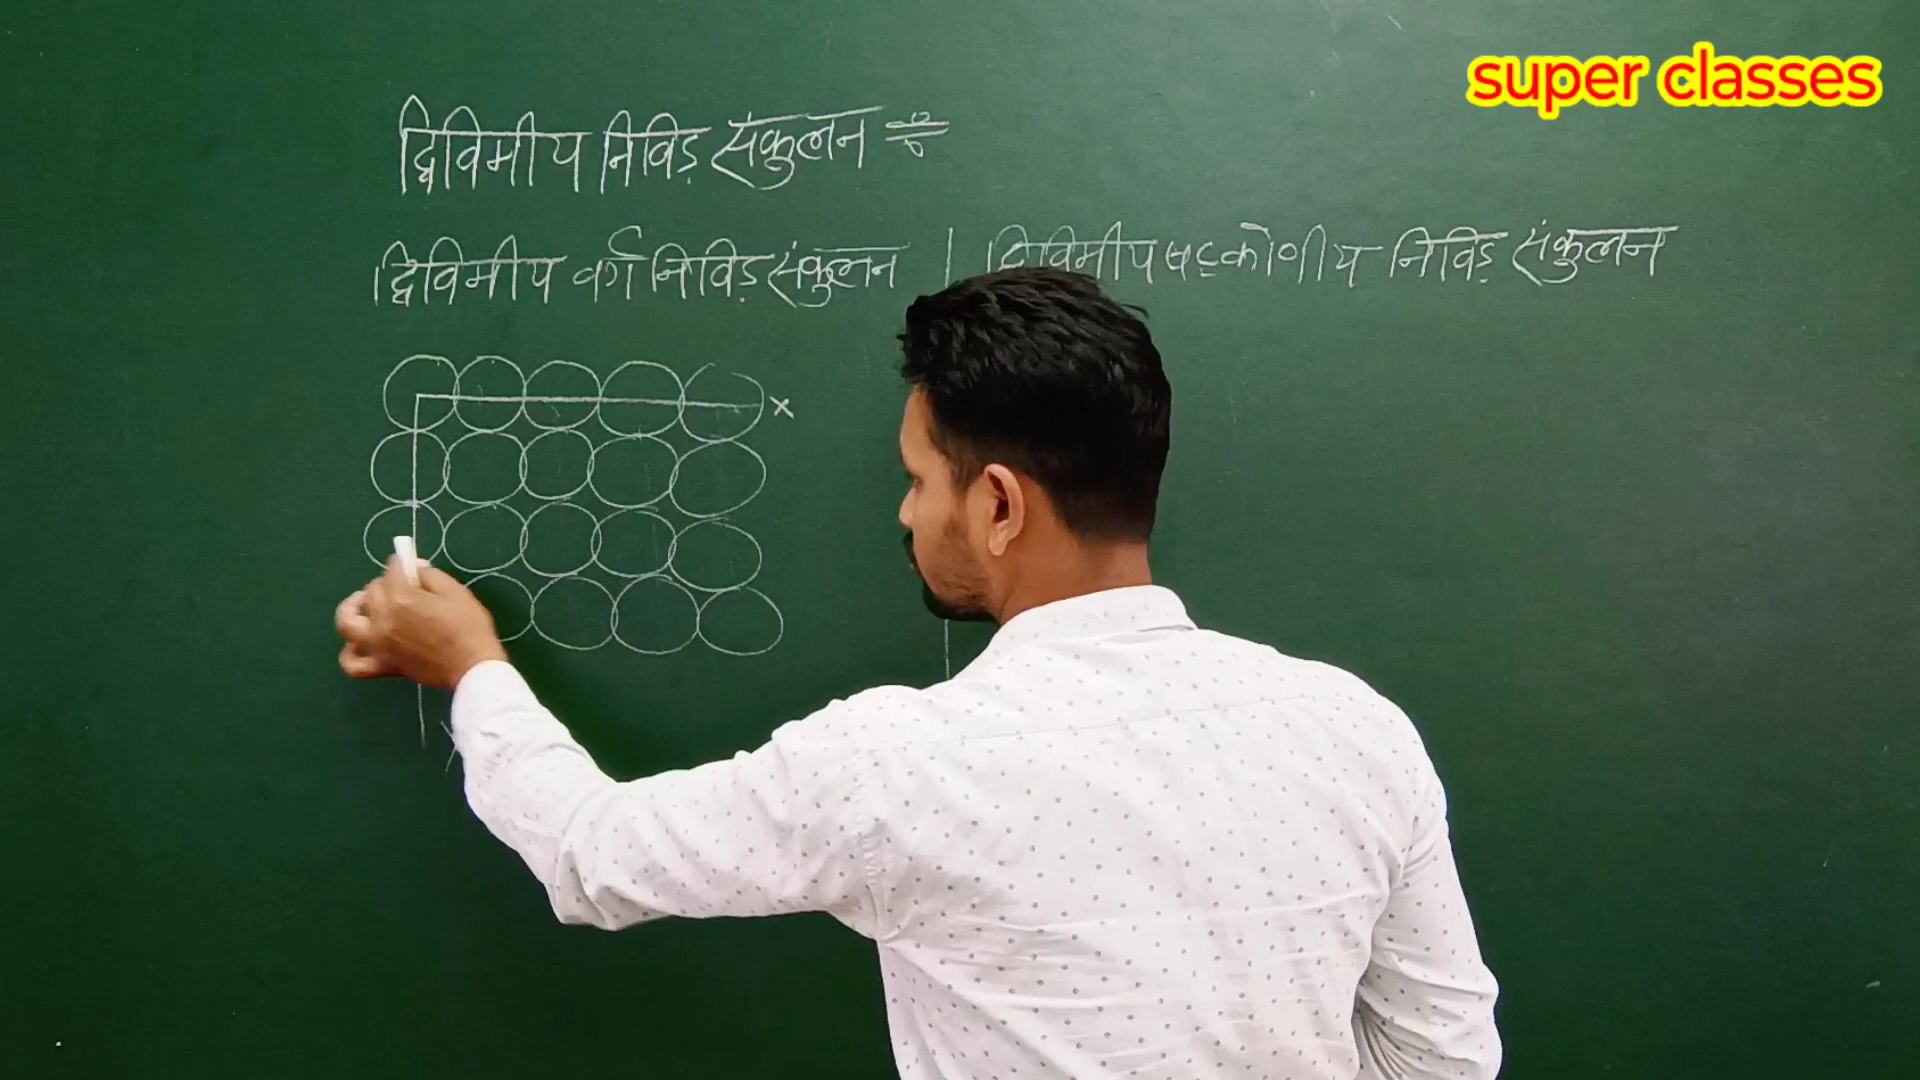 super classes
द्विविमीय निविड़ संकुलन ÷
द्विविमीय वर्ग निविड़ संकुलन
द्विविमीय षट्कोणीय निविड़ संकुलन
x